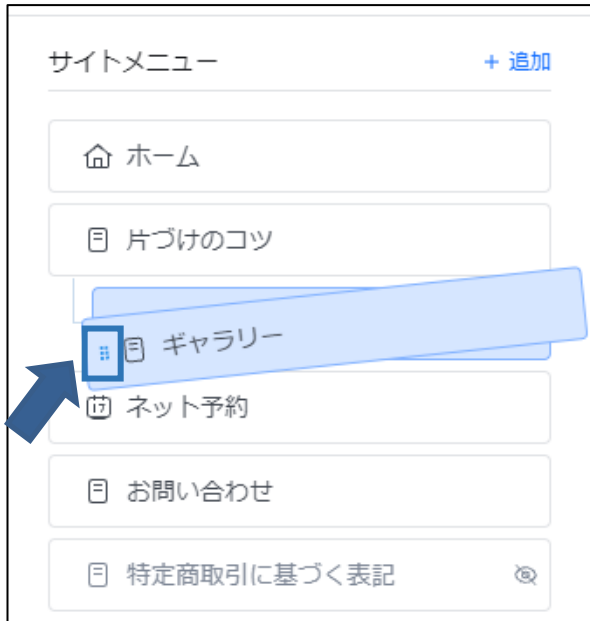 サイトメニュー
+ 追加
ホーム
片づけのコツ
ギャラリー
17 ネット予約
お問い合わせ
特定商取引に基づく表記